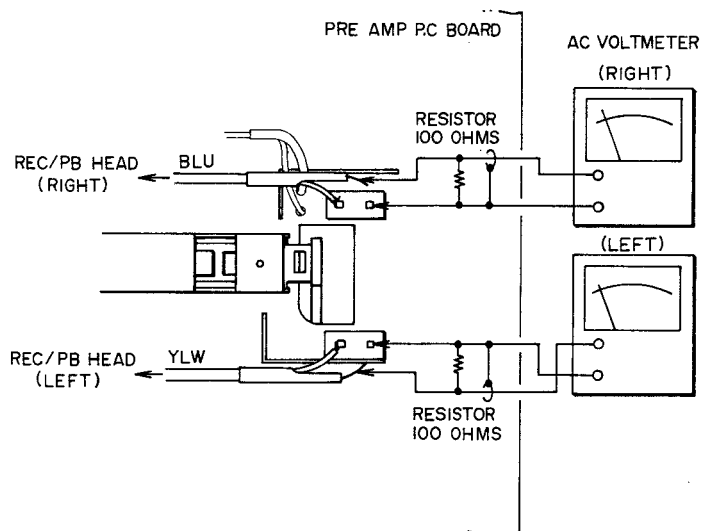 PRE AMP P.C BOARD
AC VOLTMETER
(RIGHT)
RESISTOR
100 OHMS
REC/PB HEAD
(RIGHT)
BLU
(LEFT)
REC/PB HEAD
(LEFT)
YLW
RESISTOR
100 OHMS